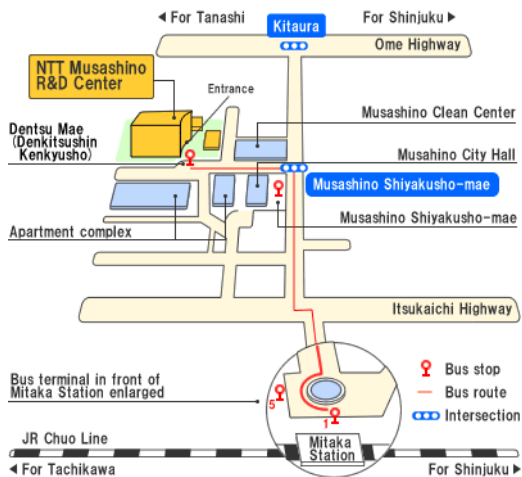 ◀ For Tanashi
Kitaura
For Shinjuku ▶
Ome Highway
NTT Musashino
R&D Center
Entrance
Musashino Clean Center
Dentsu Mae
(Denkitsushin
Kenkyusho)
Musahino City Hall
Musashino Shiyakusho-mae
Musashino Shiyakusho-mae
Apartment complex
Itsukaichi Highway
Bus terminal in front of
Mitaka Station enlarged
5
1
Bus stop
Bus route
Intersection
JR Chuo Line
Mitaka
Station
◀ For Tachikawa
For Shinjuku ▶